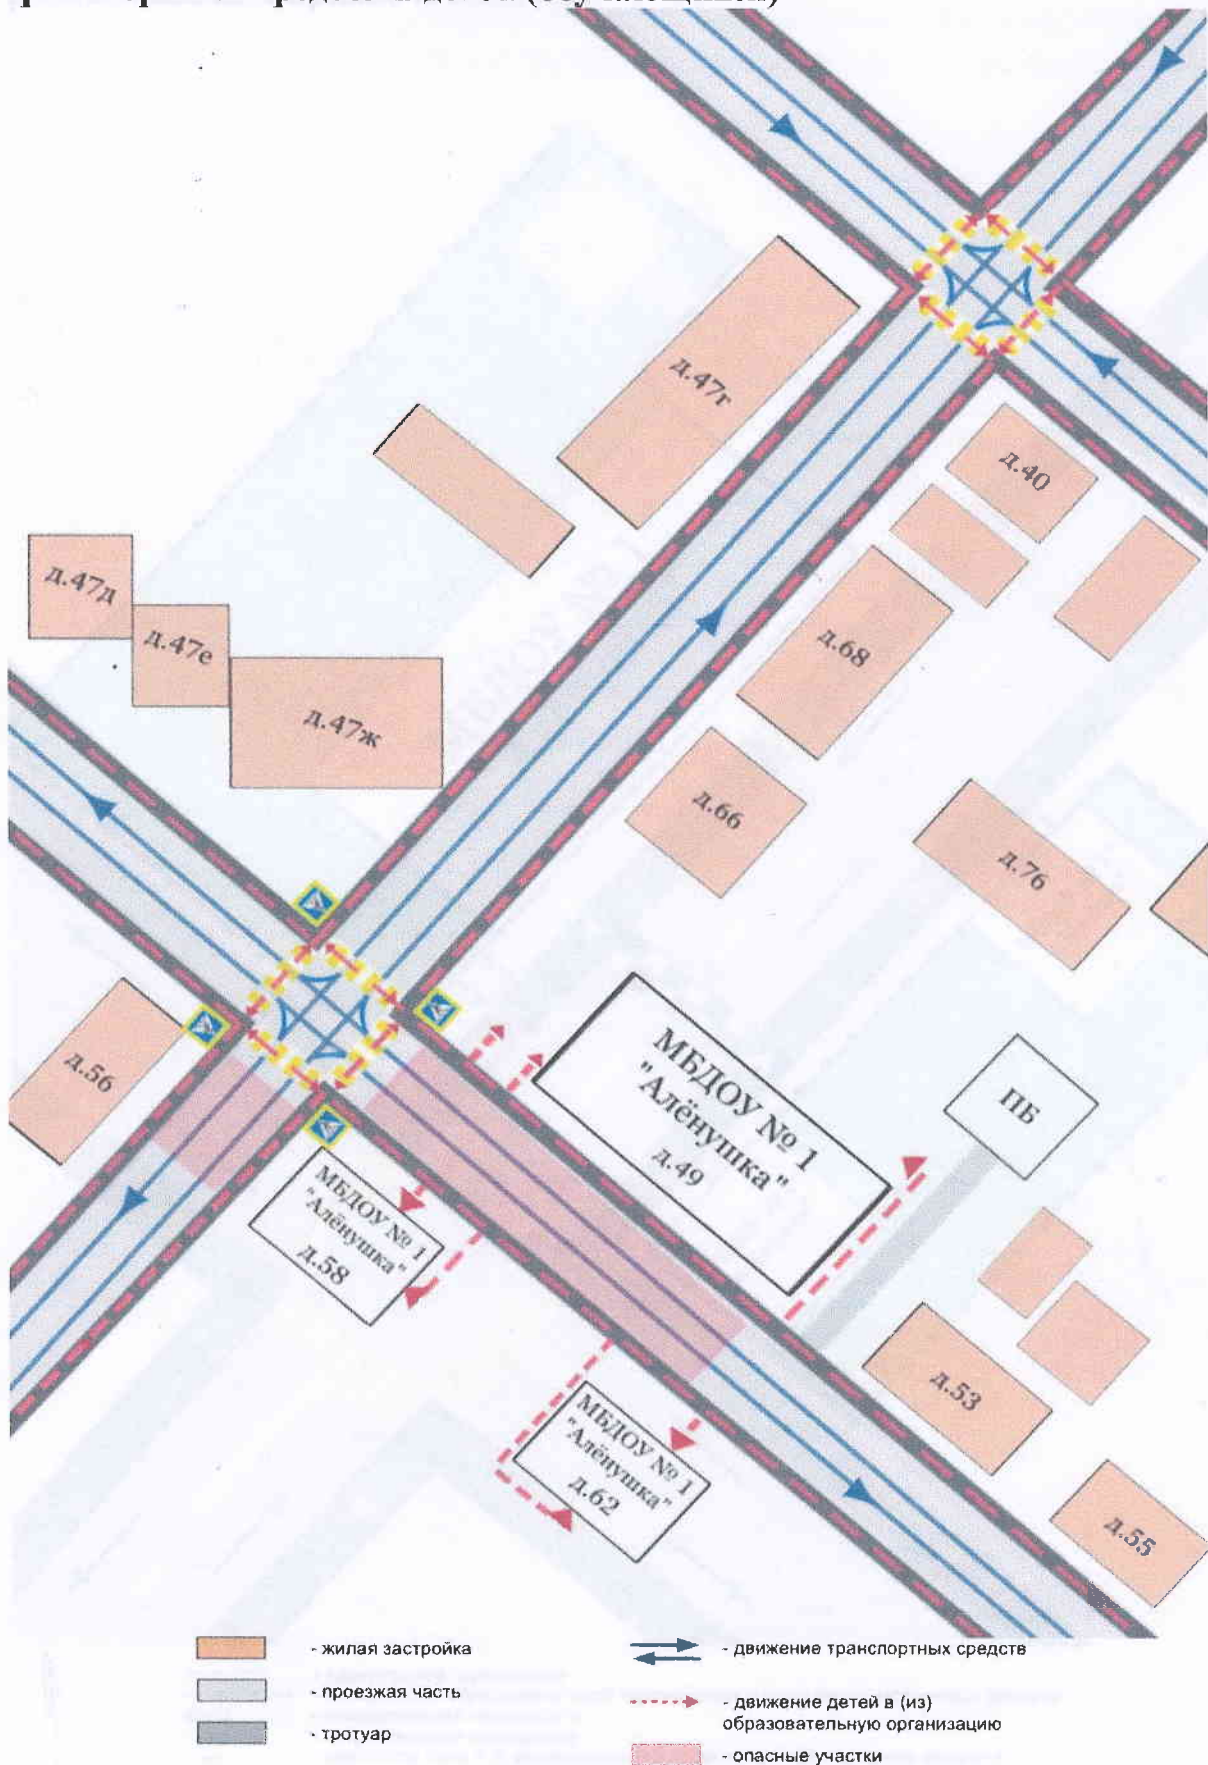 д.47г
д.40
д.47д
д.47е
д.68
д.47ж
д.66
д.76
МБДОУ № 1
"Алёнушка"
д.49
д.56
ПБ
МБДОУ № 1
"Алёнушка"
д.58
д.53
МБДОУ № 1
"Алёнушка"
д.62
д.55
- жилая застройка
- проезжая часть
- тротуар
- движение транспортных средств
- движение детей в (из)
образовательную организацию
- опасные участки